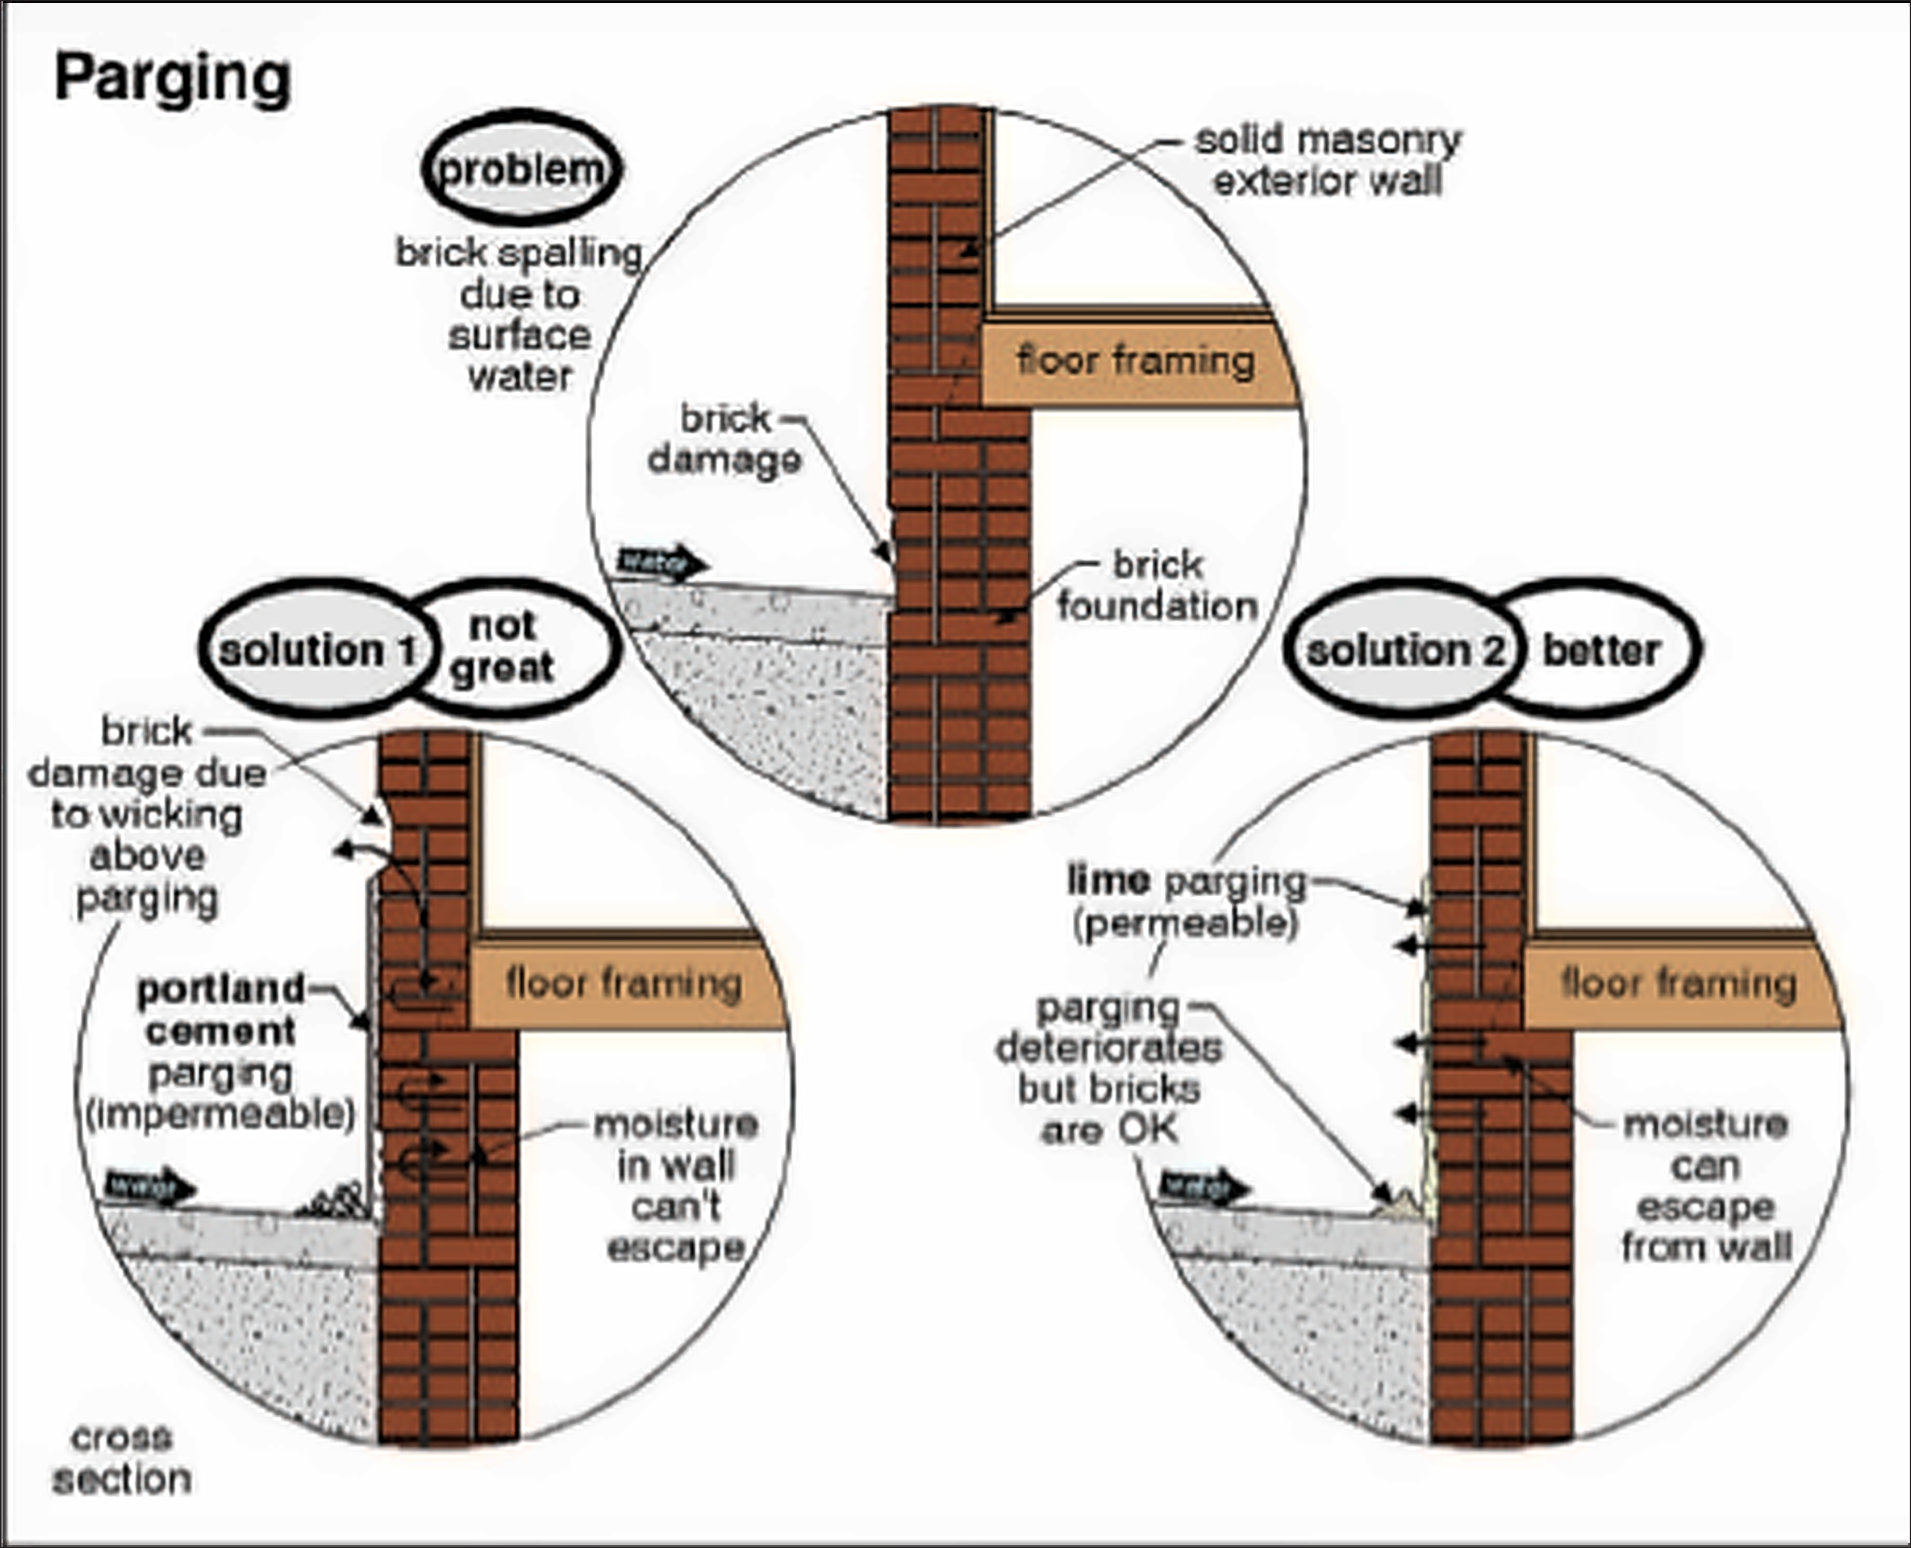 Parging
problem
brick spalling
due to
surface
water
solid masonry
exterior wall
floor framing
brick
damage
water
brick
foundation
solution 1
not
great
brick
damage due
to wicking
above
parging
portland
cement
parging
(impermeable)
water
floor framing
moisture
in wall
can't
escape
solution 2
better
lime parging
(permeable)
parging
deteriorates
but bricks
are OK
water
floor framing
moisture
can
escape
from wall
cross
section